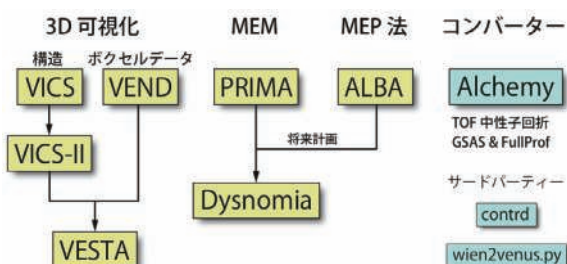 3D 可視化
MEM
MEP 法
コンバーター
構造
ボクセルデータ
VICS
VEND
PRIMA
ALBA
Alchemy
TOF 中性子回折
GSAS & FullProf
将来計画
VICS-II
サードパーティー
Dysnomia
contrd
VESTA
wien2venus.py